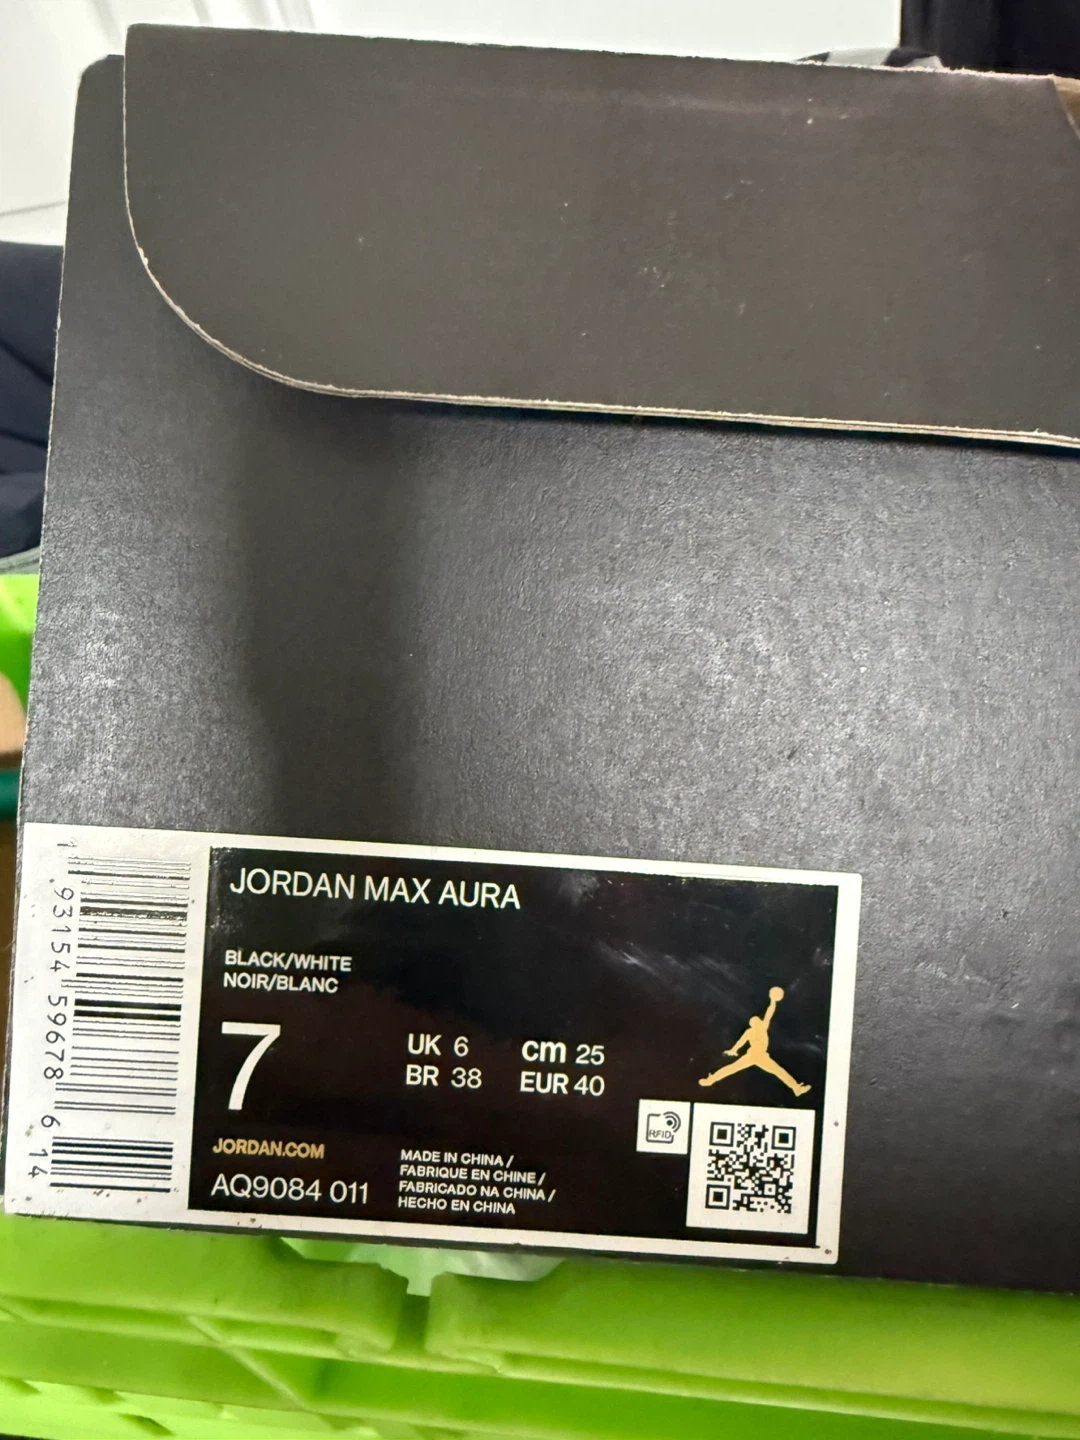 JORDAN MAX AURA
BLACK/WHITE
NOIR/BLANC
7
UK 6
BR 38
cm 25
EUR 40
JORDAN.COM
AQ9084 011
MADE IN CHINA /
FABRIQUE EN CHINE /
FABRICADO NA CHINA /
HECHO EN CHINA
RFID
1 93154 59678 6 14